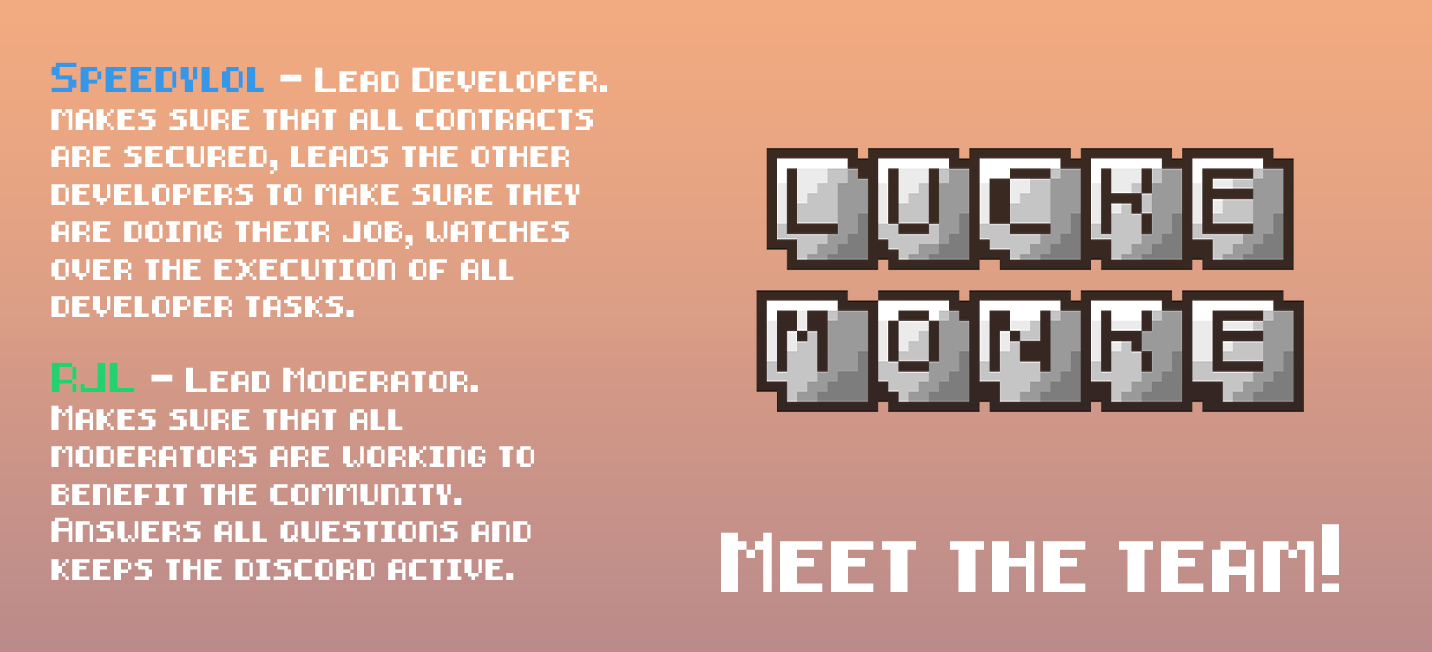 Speedylol - Lead Developer.
makes sure that all contracts
are secured, leads the other
developers to make sure they
are doing their job, watches
over the execution of all
developer tasks.
RJL - Lead Moderator.
Makes sure that all
moderators are working to
benefit the community.
Answers all questions and
keeps the discord active.
LUCKE
MONKE
Meet the team!